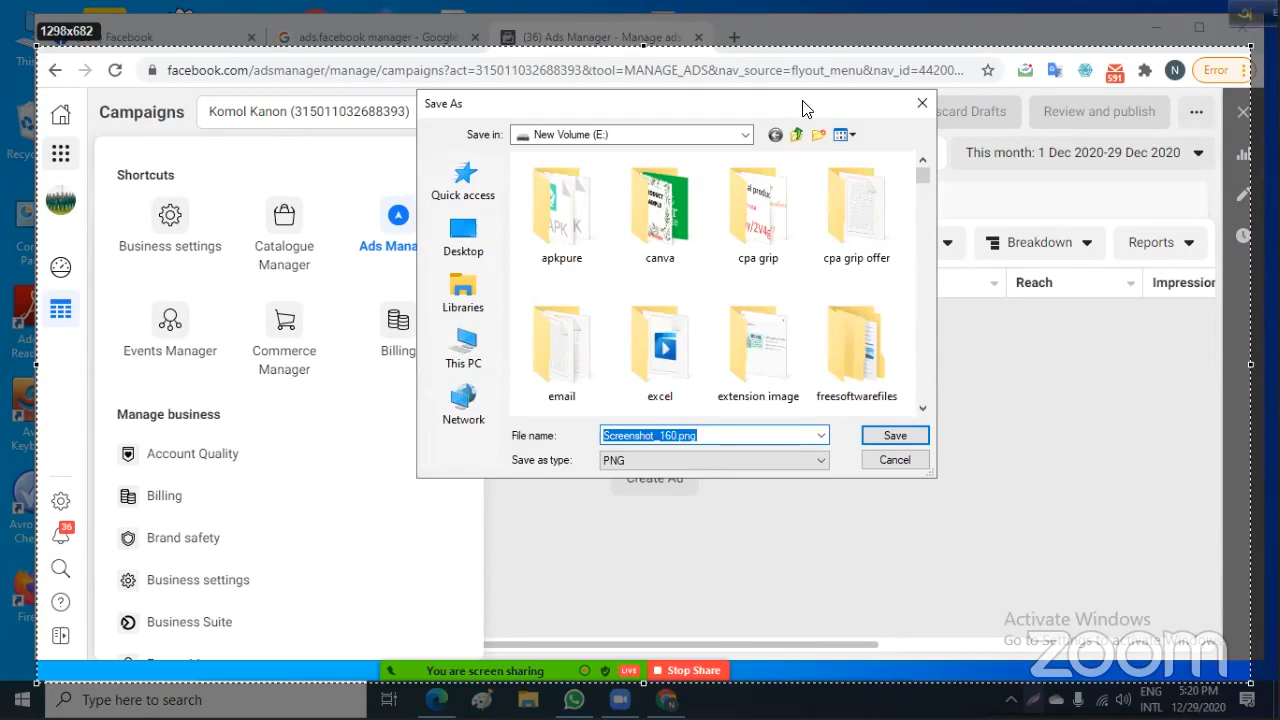 1298x682
Facebook
ads.facebook manager - Google
(36) Ads Manager - Manage ads
facebook.com/adsmanager/manage/campaigns?act=315011032688393&tool=MANAGE_ADS&nav_source=flyout_menu&nav_id=44200...
591
N
Error
Campaigns
Komol Kanon (315011032688393)
card Drafts
Review and publish
This month: 1 Dec 2020-29 Dec 2020
Shortcuts
Business settings
Catalogue
Manager
Ads Mana
Events Manager
Commerce
Manager
Billing
Manage business
Account Quality
Billing
Brand safety
Business settings
Business Suite
36
Breakdown
Reports
Reach
Impression
Create Ad
Save As
Save in:
New Volume (E:)
Quick access
Desktop
Libraries
This PC
Network
apkpure
canva
cpa grip
cpa grip offer
email
excel
extension image
freesoftwarefiles
File name:
Screenshot_160.png
Save
Save as type:
PNG
Cancel
Activate Windows
Go to Settings to activate Windows.
zoom
You are screen sharing
LIVE
Stop Share
Type here to search
ENG
INTL
5:20 PM
12/29/2020